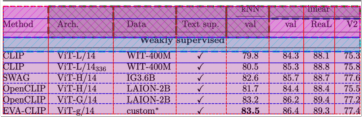 kNN linear
Method Arch. Data Text sup. val val ReaL V2
Weakly supervised
CLIP ViT-L/14 WIT-400M ✓ 79.8 84.3 88.1 75.3
CLIP ViT-L/14₃₃₆ WIT-400M ✓ 80.5 85.3 88.8 75.8
SWAG ViT-H/14 IG3.6B ✓ 82.6 85.7 88.7 77.6
OpenCLIP ViT-H/14 LAION-2B ✓ 81.7 84.4 88.4 75.5
OpenCLIP ViT-G/14 LAION-2B ✓ 83.2 86.2 89.4 77.2
EVA-CLIP ViT-g/14 custom* ✓ 83.5 86.4 89.3 77.4